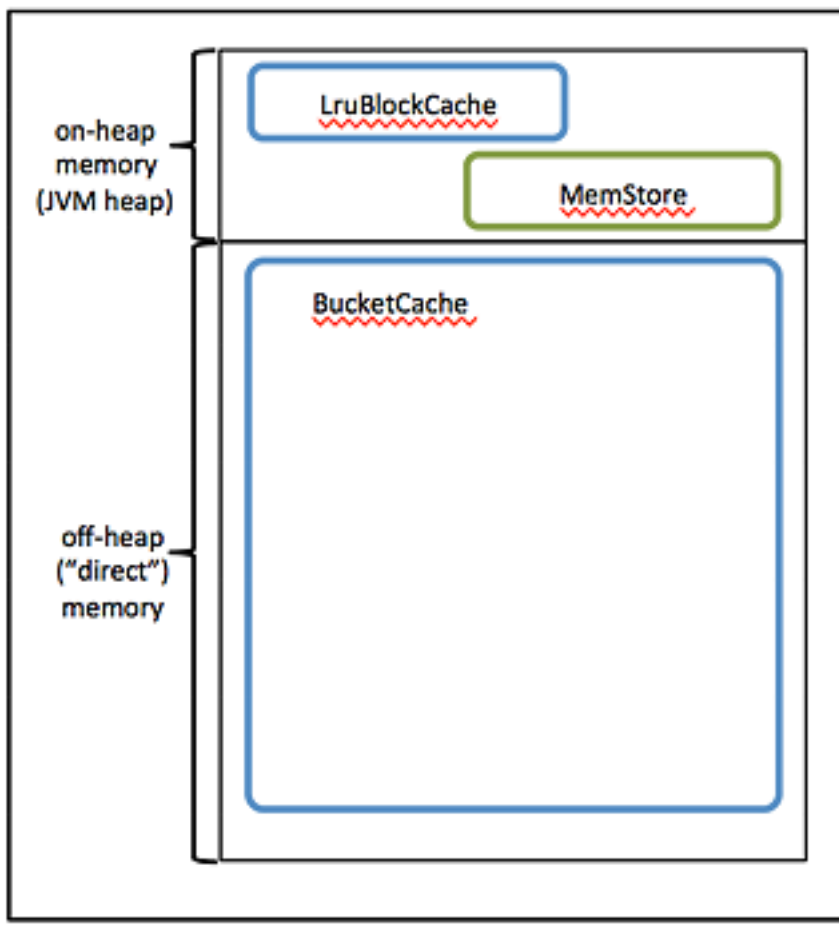 LruBlockCache
on-heap
memory
(JVM heap)
MemStore
BucketCache
off-heap
(“direct”)
memory